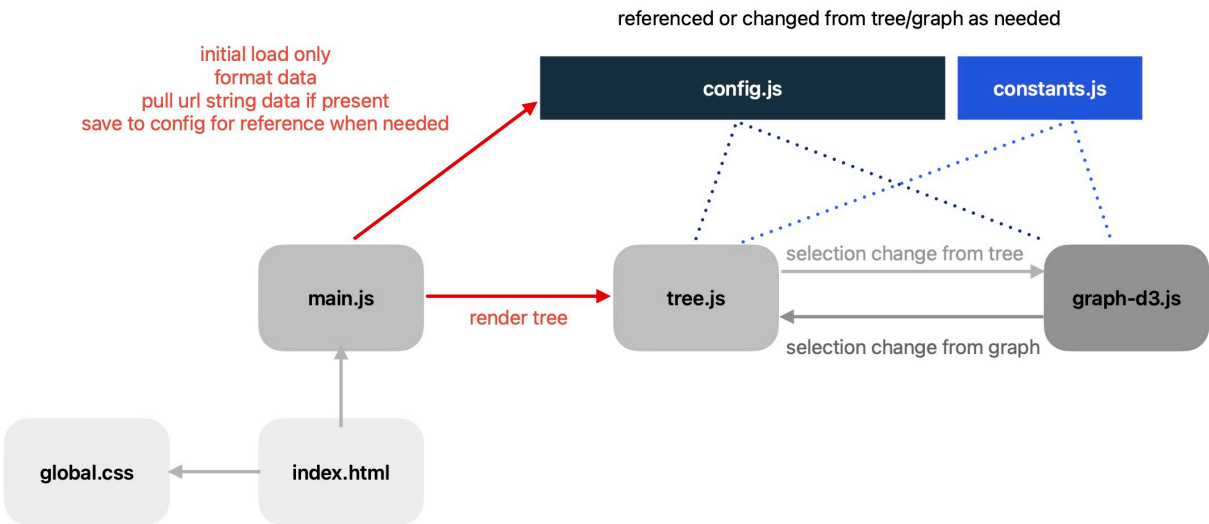 referenced or changed from tree/graph as needed
initial load only
format data
pull url string data if present
save to config for reference when needed
config.js
constants.js
selection change from tree
main.js
tree.js
graph-d3.js
render tree
selection change from graph
global.css
index.html